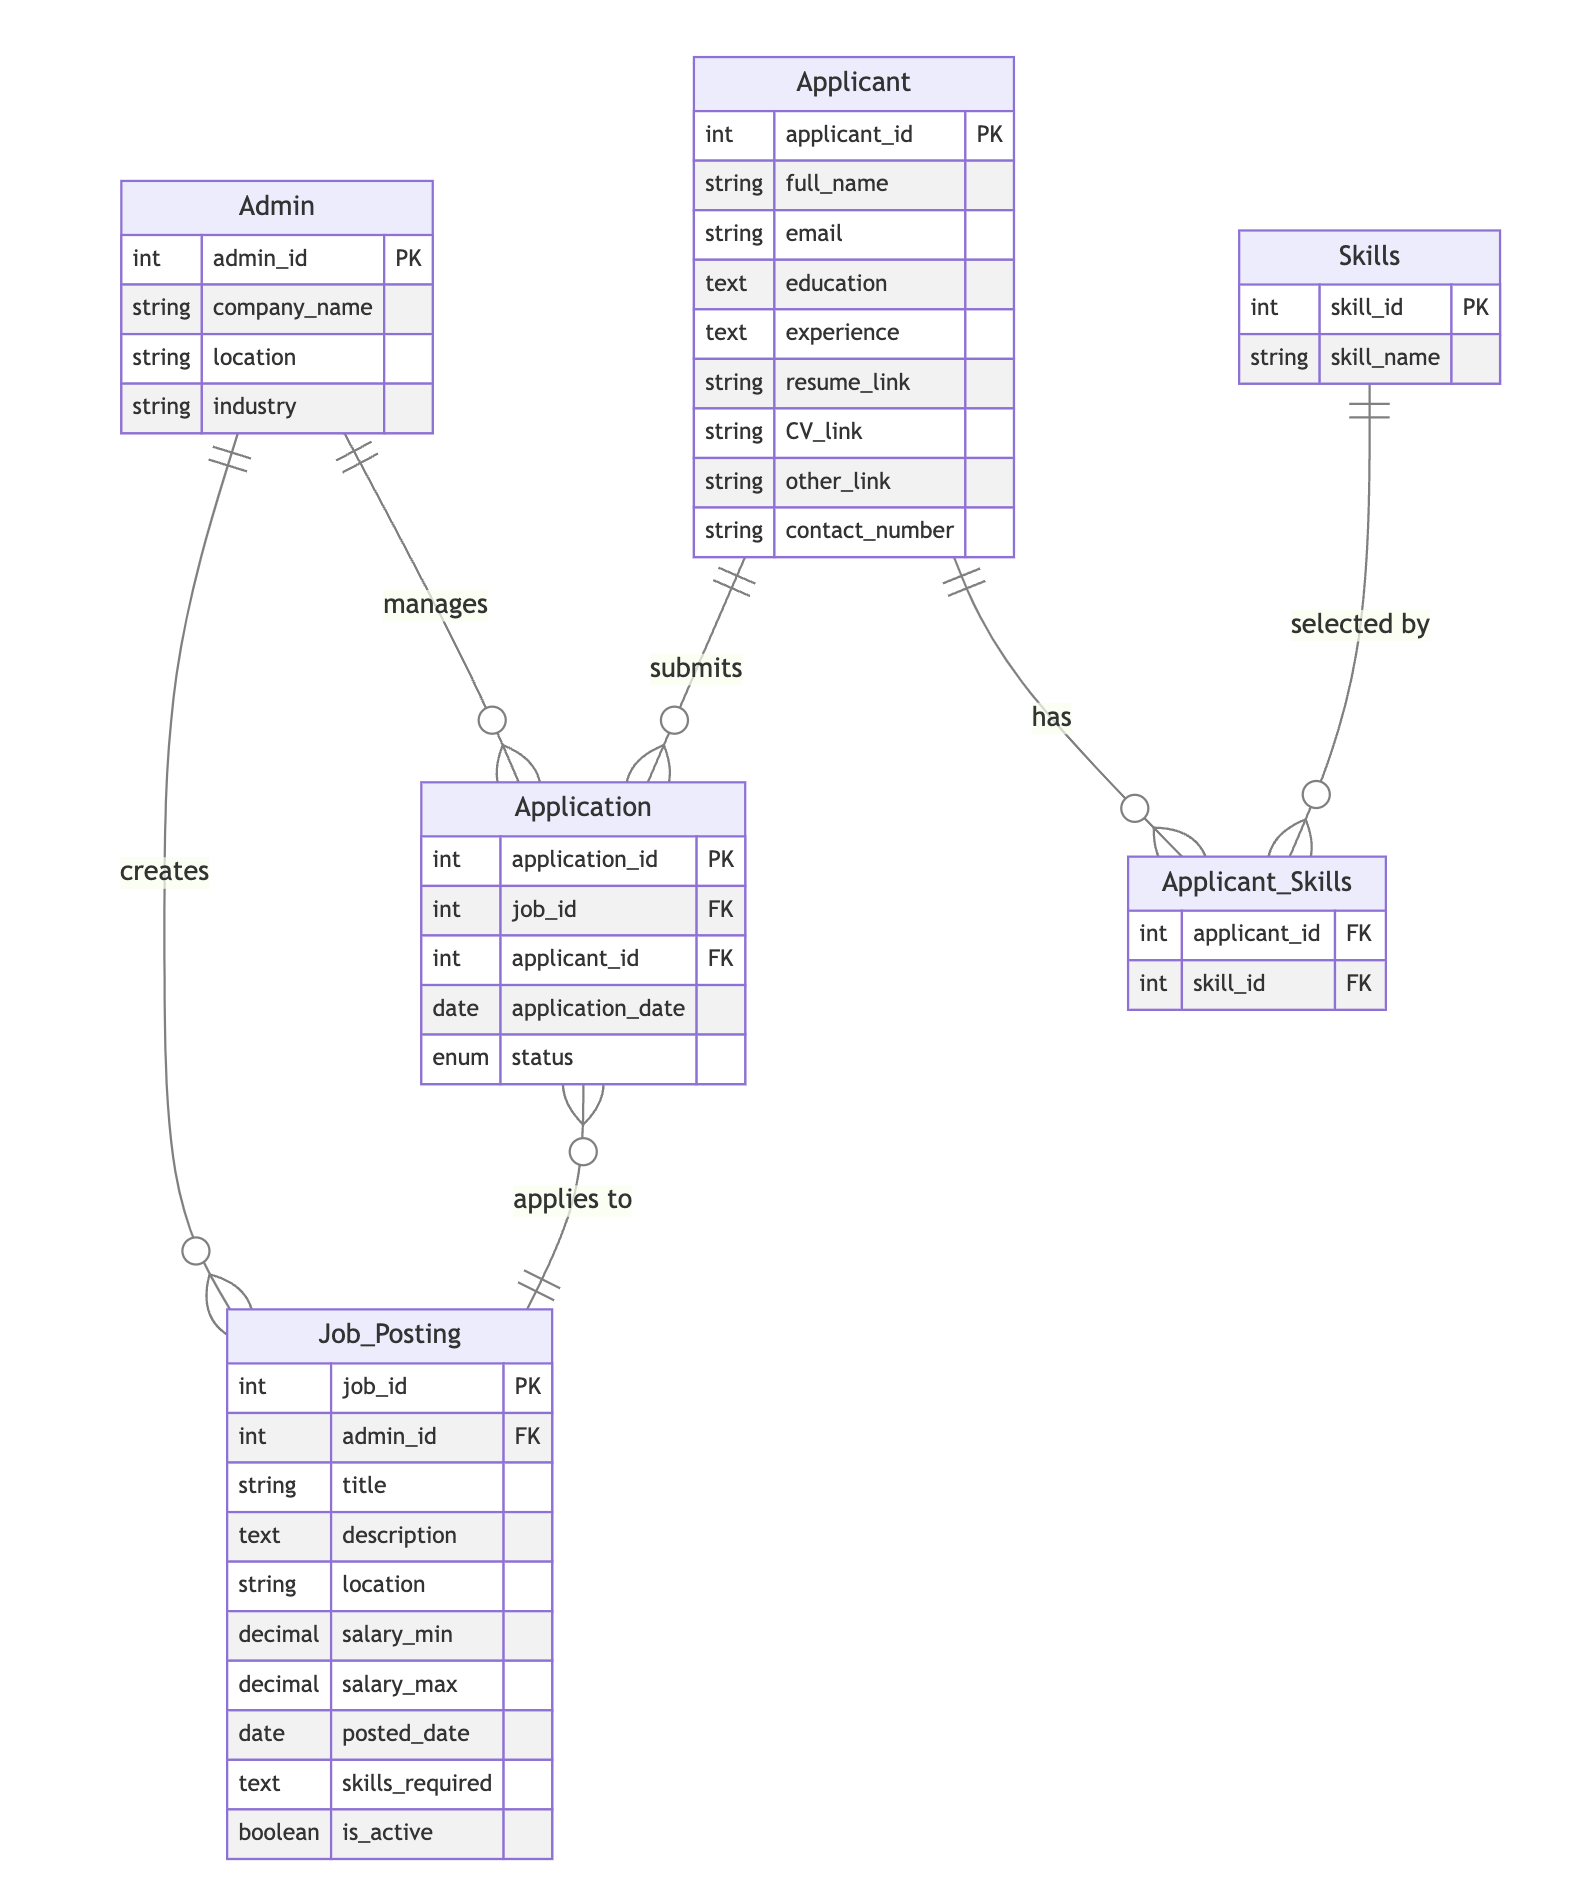 Applicant
int applicant_id PK
string full_name
string email
text education
text experience
string resume_link
string CV_link
string other_link
string contact_number
Admin
int admin_id PK
string company_name
string location
string industry
Skills
int skill_id PK
string skill_name
manages
submits
has
selected by
creates
Application
int application_id PK
int job_id FK
int applicant_id FK
date application_date
enum status
Applicant_Skills
int applicant_id FK
int skill_id FK
applies to
Job_Posting
int job_id PK
int admin_id FK
string title
text description
string location
decimal salary_min
decimal salary_max
date posted_date
text skills_required
boolean is_active